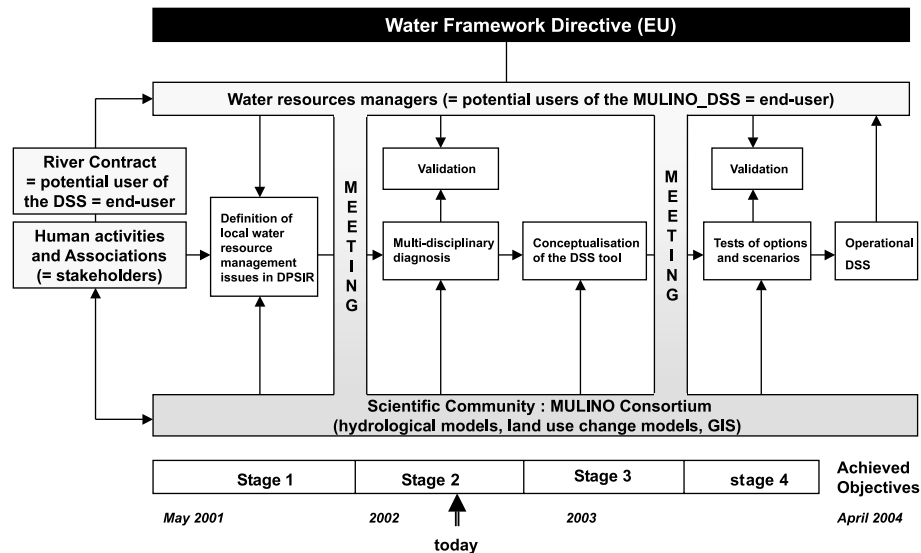 Water Framework Directive (EU)
Water resources managers (= potential users of the MULINO_DSS = end-user)
River Contract
= potential user of
the DSS = end-user
Human activities
and Associations
(= stakeholders)
Definition of
local water
resource
management
issues in DPSIR
MEETING
Validation
Multi-disciplinary
diagnosis
Conceptualisation
of the DSS tool
MEETING
Validation
Tests of options
and scenarios
Operational
DSS
Scientific Community : MULINO Consortium
(hydrological models, land use change models, GIS)
Stage 1
Stage 2
Stage 3
stage 4
Achieved
Objectives
May 2001
2002
2003
April 2004
today